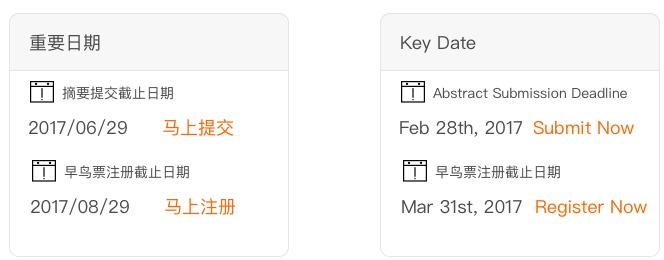 重要日期
摘要提交截止日期
2017/06/29 马上提交
早鸟票注册截止日期
2017/08/29 马上注册
Key Date
Abstract Submission Deadline
Feb 28th, 2017 Submit Now
早鸟票注册截止日期
Mar 31st, 2017 Register Now